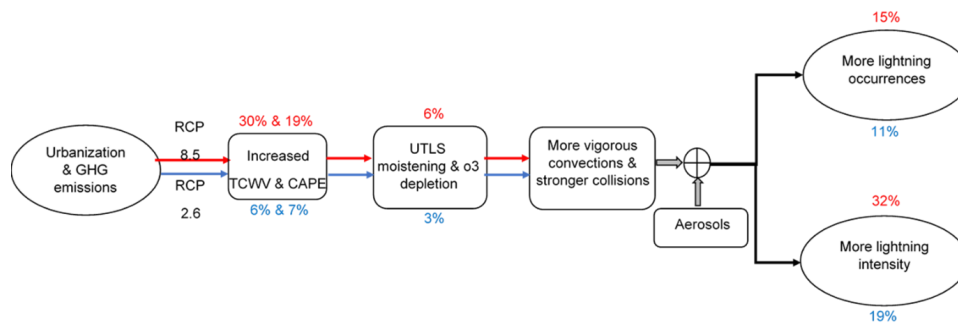 Urbanization
& GHG
emissions
RCP
8.5
RCP
2.6
30% & 19%
Increased
TCWV & CAPE
6% & 7%
6%
UTLS
moistening & o3
depletion
3%
More vigorous
convections &
stronger collisions
Aerosols
15%
More lightning
occurrences
11%
32%
More lightning
intensity
19%